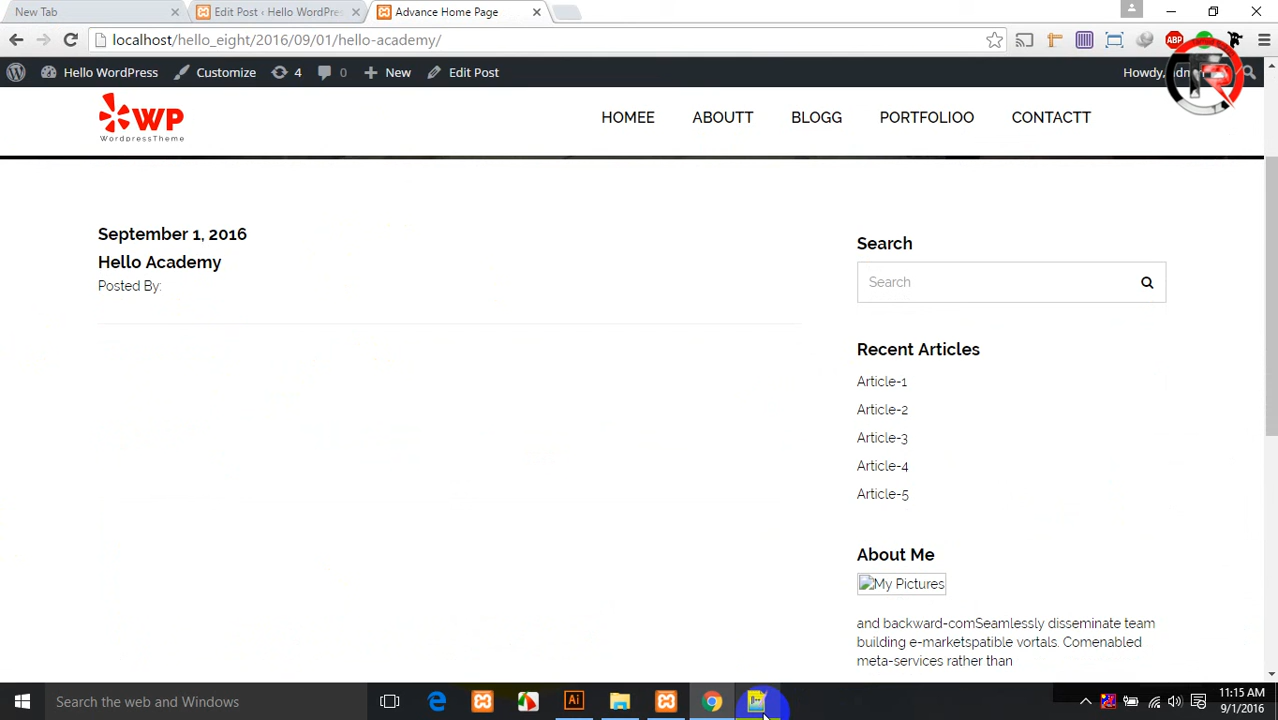 New Tab
Edit Post ‹ Hello WordPres
Advance Home Page
localhost/hello_eight/2016/09/01/hello-academy/
ABP
Hello WordPress
Customize
4
0
New
Edit Post
Howdy,
WP
WordpressTheme
HOMEE
ABOUTT
BLOGG
PORTFOLIOO
CONTACTT
September 1, 2016
Hello Academy
Posted By:
Search
Search
Recent Articles
Article-1
Article-2
Article-3
Article-4
Article-5
About Me
My Pictures
and backward-comSeamlessly disseminate team
building e-marketspatible vortals. Comenabled
meta-services rather than
Search the web and Windows
Ai
11:15 AM
9/1/2016